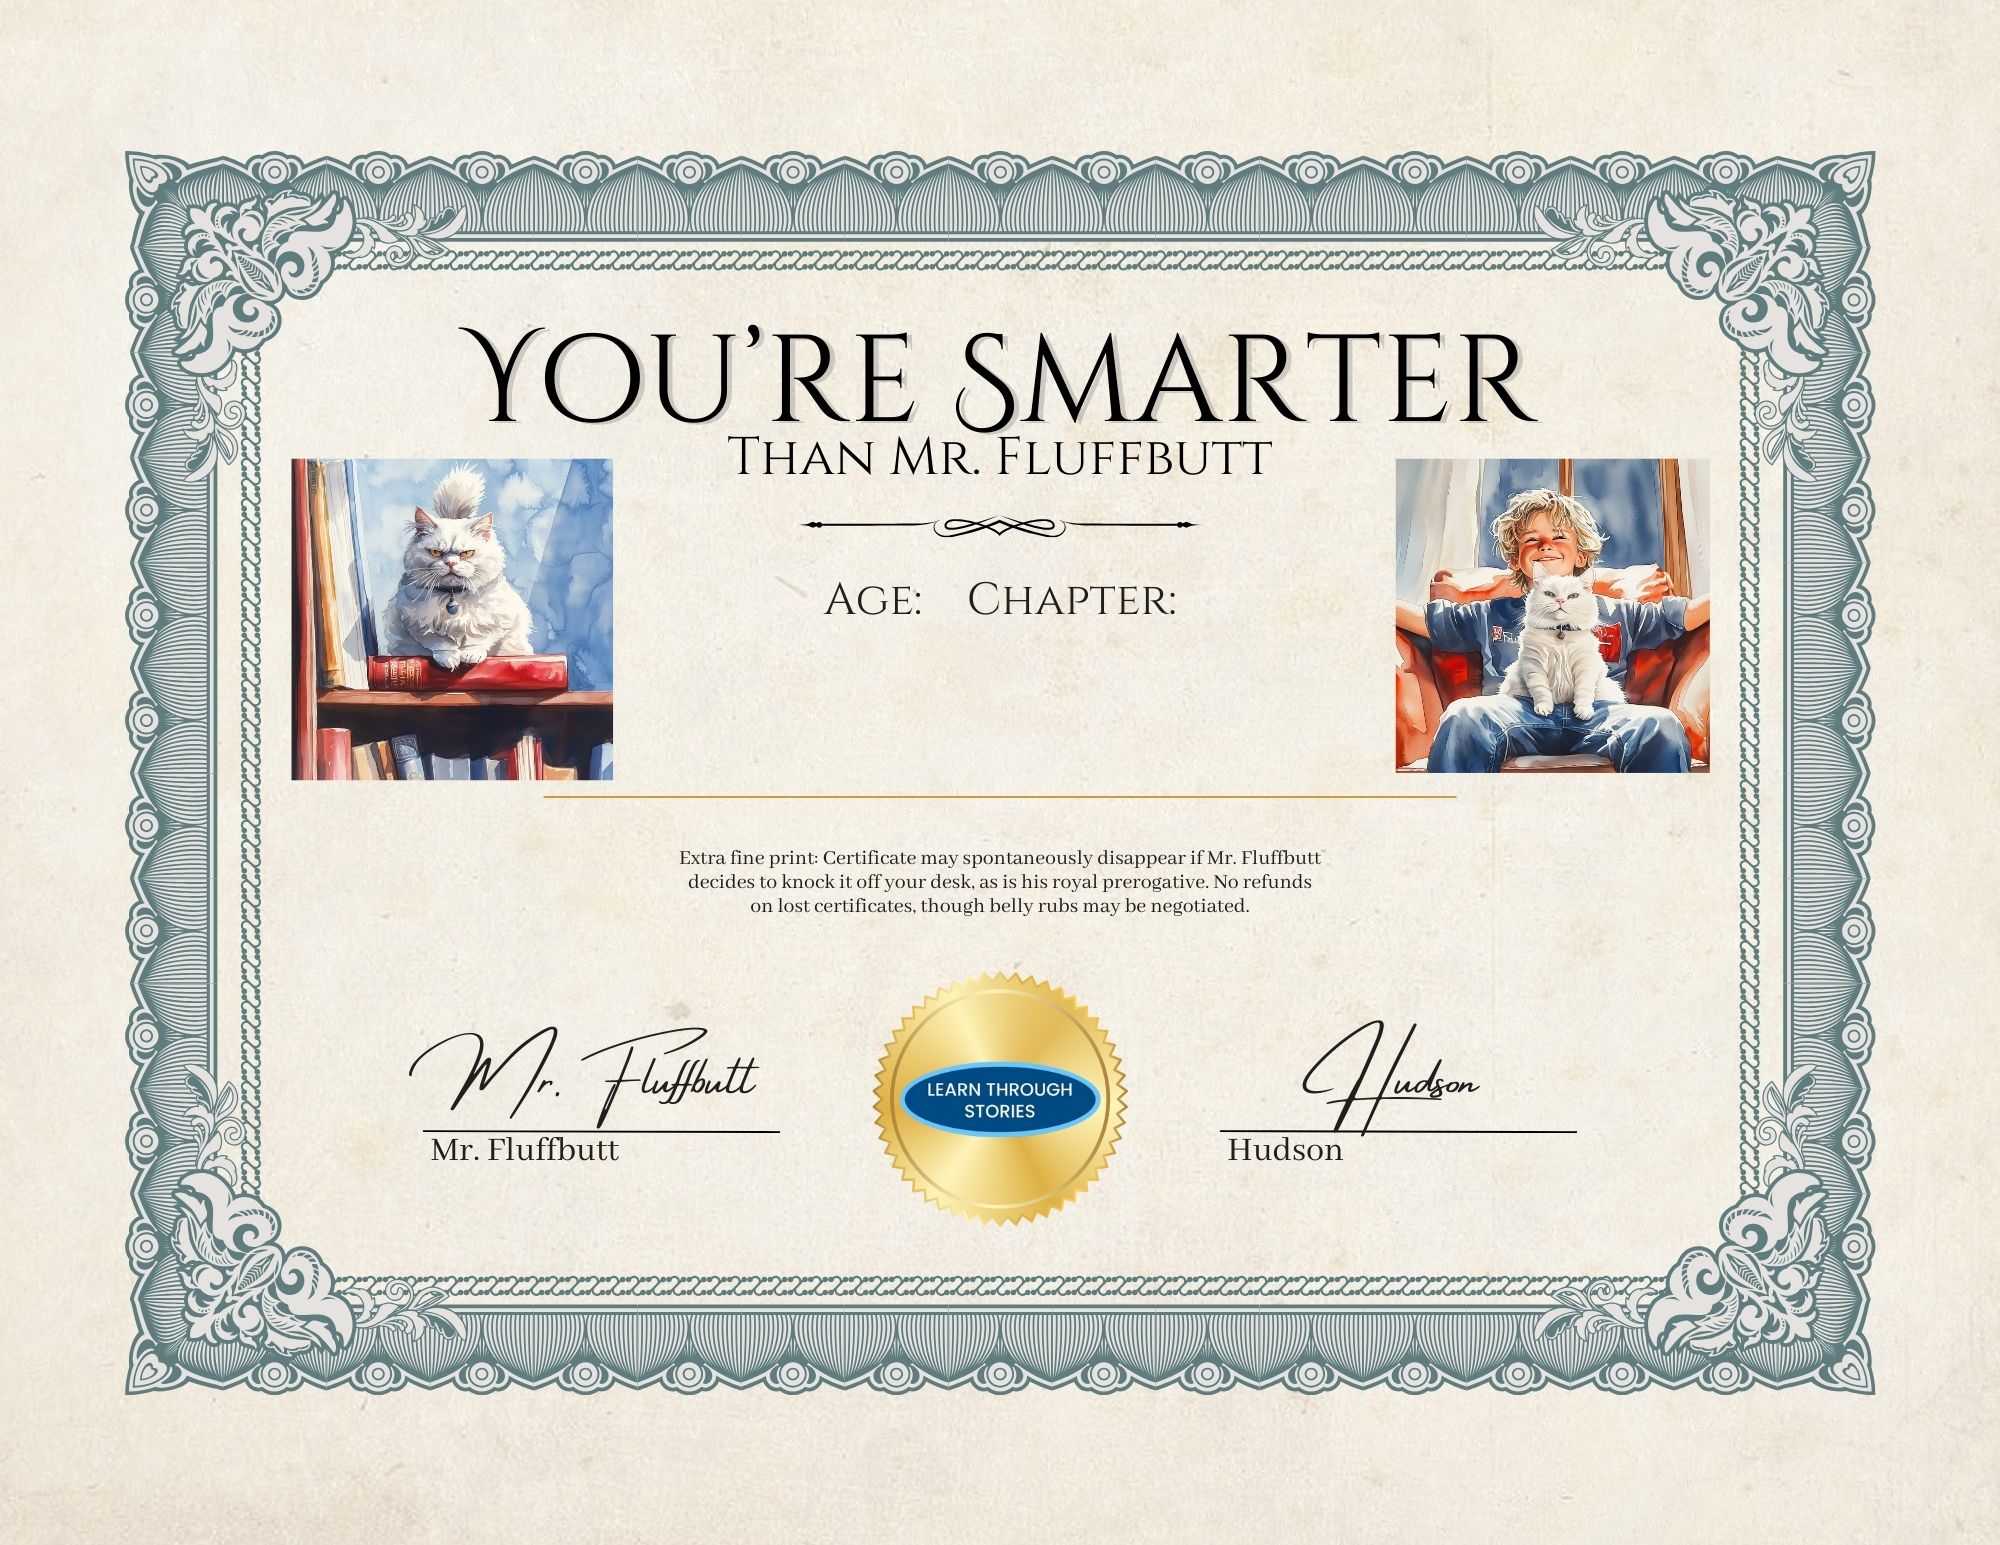 You're Smarter
Than Mr. Fluffbutt
Age: Chapter:
Extra fine print: Certificate may spontaneously disappear if Mr. Fluffbutt
decides to knock it off your desk, as is his royal prerogative. No refunds
on lost certificates, though belly rubs may be negotiated.
Mr. Fluffbutt
Hudson
LEARN THROUGH
STORIES
Mr. Fluffbutt
Hudson